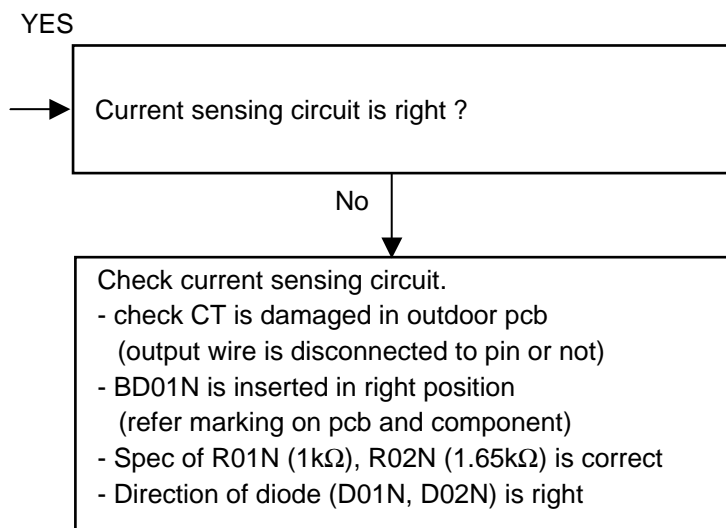 YES
Current sensing circuit is right ?
No
Check current sensing circuit.
- check CT is damaged in outdoor pcb
(output wire is disconnected to pin or not)
- BD01N is inserted in right position
(refer marking on pcb and component)
- Spec of R01N (1kΩ), R02N (1.65kΩ) is correct
- Direction of diode (D01N, D02N) is right